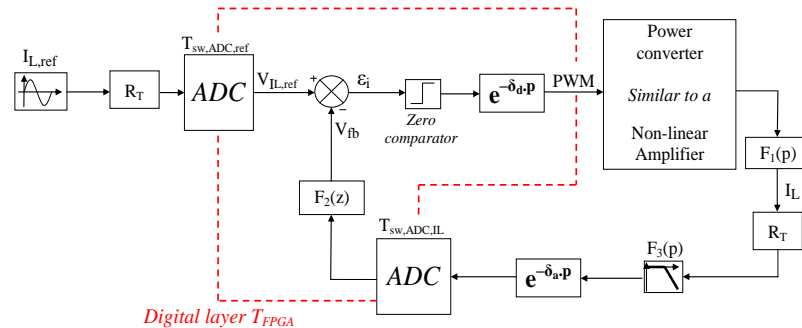 T_sw,ADC,ref
I_L,ref
R_T
ADC
V_IL,ref
+
−
ε_i
V_fb
Zero
comparator
e^−δ_d.p
PWM
Power
converter
Similar to a
Non-linear
Amplifier
F_1(p)
I_L
R_T
F_3(p)
e^−δ_a.p
T_sw,ADC,IL
ADC
F_2(z)
Digital layer T_FPGA